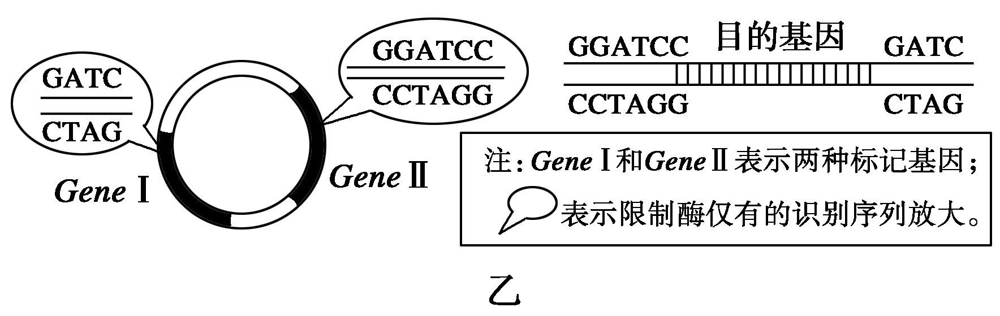 GATC
CTAG
Gene Ⅰ
GGATCC
CCTAGG
Gene Ⅱ
GGATCC 目的基因 GATC
CCTAGG CTAG
注：Gene Ⅰ和Gene Ⅱ表示两种标记基因；
表示限制酶仅有的识别序列放大。
乙